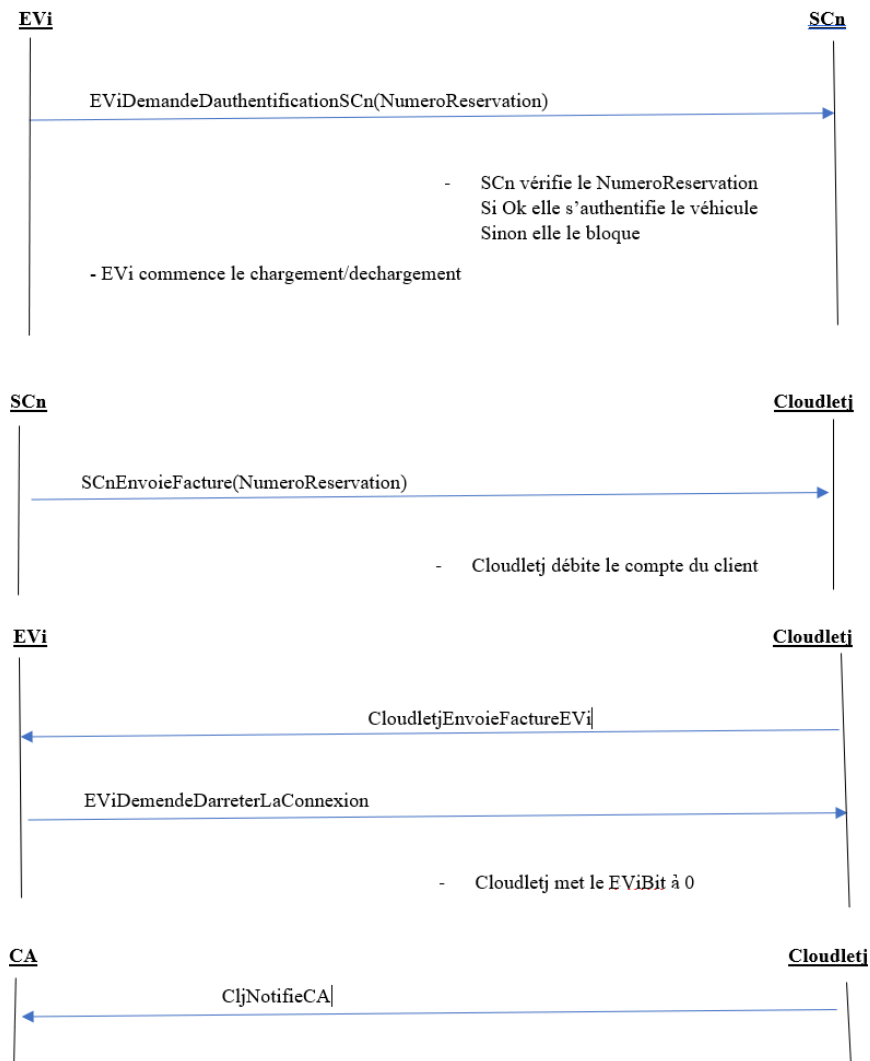 EVi
SCn
EViDemandeDauthentificationSCn(NumeroReservation)
- SCn vérifie le NumeroReservation
Si Ok elle s’authentifie le véhicule
Sinon elle le bloque
- EVi commence le chargement/dechargement
SCn
Cloudletj
SCnEnvoieFacture(NumeroReservation)
- Cloudletj débite le compte du client
EVi
Cloudletj
CloudletjEnvoieFactureEVi
EViDemendeDarreterLaConnexion
- Cloudletj met le EViBit à 0
CA
Cloudletj
CljNotifieCA